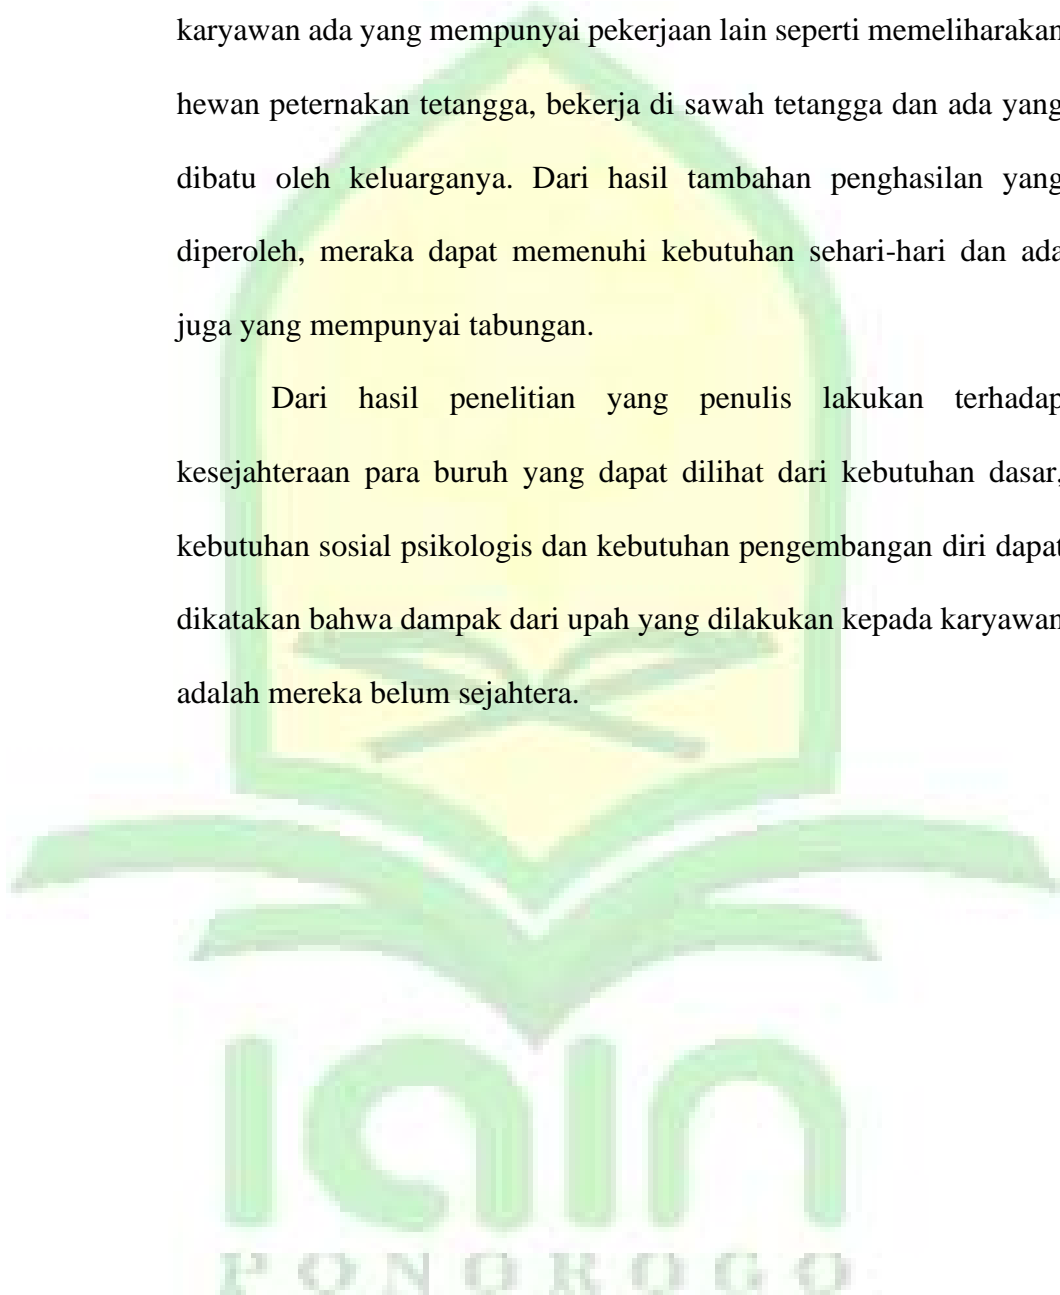 karyawan ada yang mempunyai pekerjaan lain seperti memeliharakan
hewan peternakan tetangga, bekerja di sawah tetangga dan ada yang
dibatu oleh keluarganya. Dari hasil tambahan penghasilan yang
diperoleh, meraka dapat memenuhi kebutuhan sehari-hari dan ada
juga yang mempunyai tabungan.
Dari hasil penelitian yang penulis lakukan terhadap
kesejahteraan para buruh yang dapat dilihat dari kebutuhan dasar,
kebutuhan sosial psikologis dan kebutuhan pengembangan diri dapat
dikatakan bahwa dampak dari upah yang dilakukan kepada karyawan
adalah mereka belum sejahtera.
iain
PONOROGO